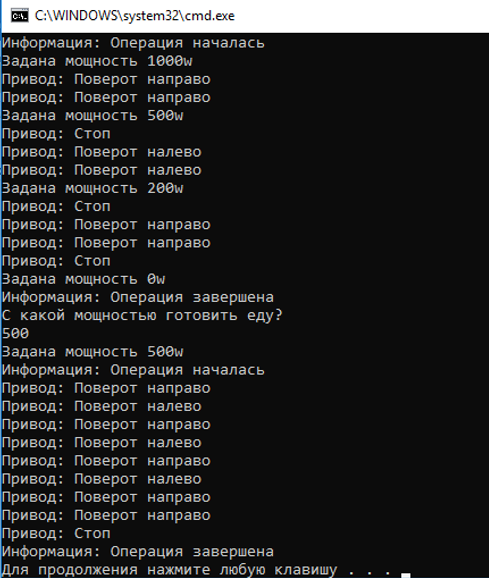 C:\WINDOWS\system32\cmd.exe
Информация: Операция началась
Задана мощность 1000w
Привод: Поворот направо
Привод: Поворот направо
Задана мощность 500w
Привод: Стоп
Привод: Поворот налево
Привод: Поворот налево
Задана мощность 200w
Привод: Стоп
Привод: Поворот направо
Привод: Поворот направо
Привод: Стоп
Задана мощность 0w
Информация: Операция завершена
С какой мощностью готовить еду?
500
Задана мощность 500w
Информация: Операция началась
Привод: Поворот направо
Привод: Поворот налево
Привод: Поворот направо
Привод: Поворот налево
Привод: Поворот направо
Привод: Поворот налево
Привод: Поворот направо
Привод: Поворот направо
Привод: Стоп
Информация: Операция завершена
Для продолжения нажмите любую клавишу . . .